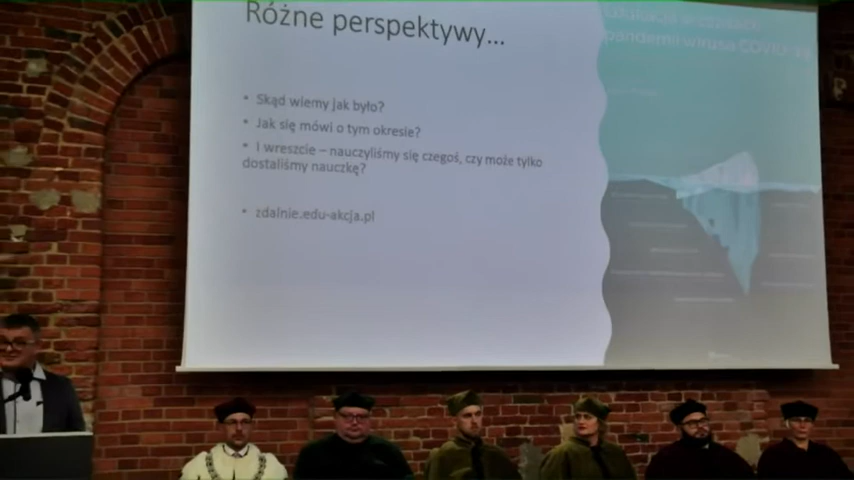 Różne perspektywy...
• Skąd wiemy jak było?
• Jak się mówi o tym okresie?
• I wreszcie – nauczyliśmy się czegoś, czy może tylko
dostaliśmy nauczkę?
• zdalnie.edu-akcja.pl
pandemii wirusa COVID-19